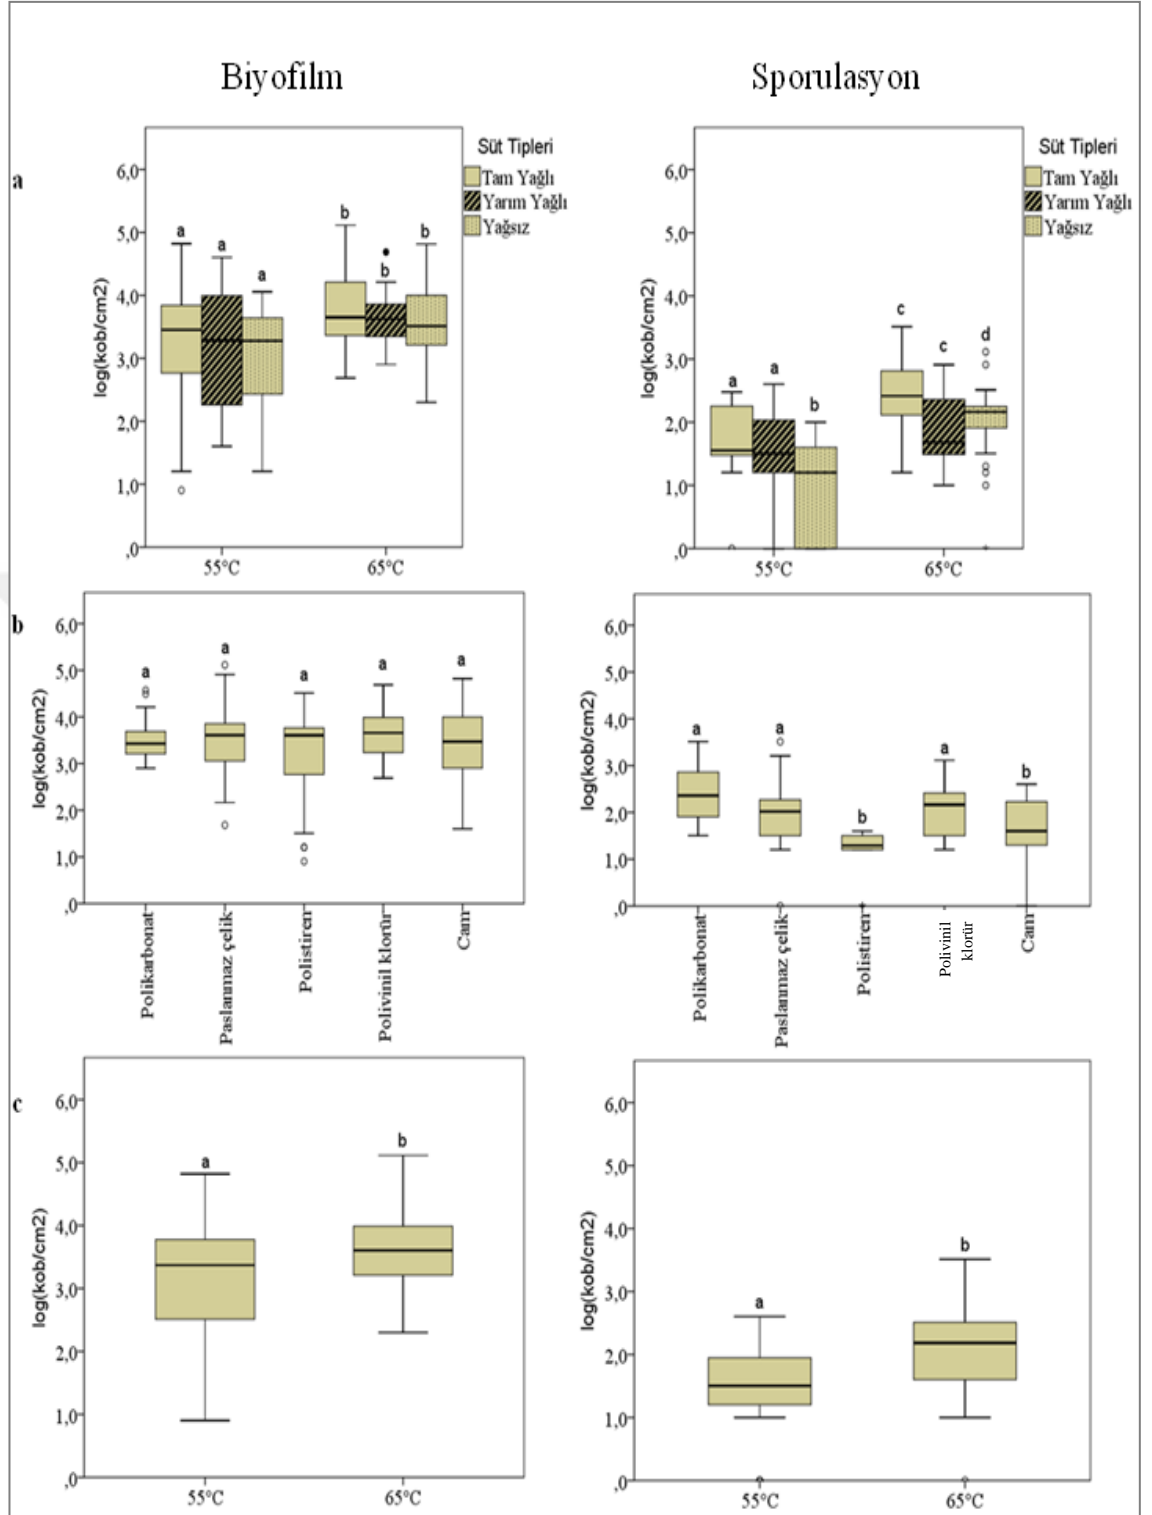 Biyofilm
Sporulasyon
a
log(kob/cm2)
6,0
5,0
4,0
3,0
2,0
1,0
,0
a
a
a
b
b
b
55°C
65°C
Süt Tipleri
Tam Yağlı
Yarım Yağlı
Yağsız
log(kob/cm2)
6,0
5,0
4,0
3,0
2,0
1,0
,0
a
a
b
c
c
d
55°C
65°C
Süt Tipleri
Tam Yağlı
Yarım Yağlı
Yağsız
b
log(kob/cm2)
6,0
5,0
4,0
3,0
2,0
1,0
,0
a
a
a
a
a
Polikarbonat
Paslanmaz çelik
Polistiren
Polivinil klorür
Cam
log(kob/cm2)
6,0
5,0
4,0
3,0
2,0
1,0
,0
a
a
b
a
b
Polikarbonat
Paslanmaz çelik
Polistiren
Polivinil
klorür
Cam
c
log(kob/cm2)
6,0
5,0
4,0
3,0
2,0
1,0
,0
a
b
55°C
65°C
log(kob/cm2)
6,0
5,0
4,0
3,0
2,0
1,0
,0
a
b
55°C
65°C